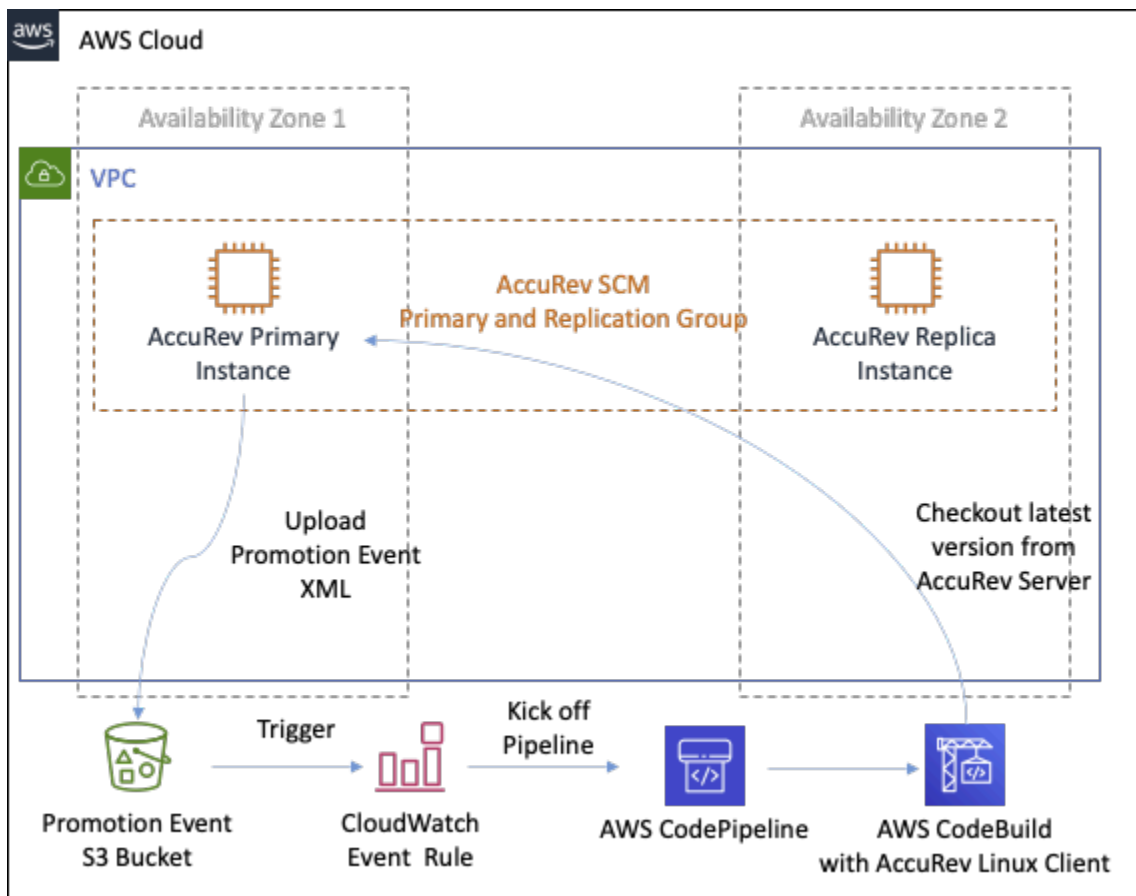 aws
AWS Cloud
Availability Zone 1
Availability Zone 2
VPC
AccuRev SCM
Primary and Replication Group
AccuRev Primary
Instance
AccuRev Replica
Instance
Upload
Promotion Event
XML
Checkout latest
version from
AccuRev Server
Trigger
Kick off
Pipeline
</>
</>
Promotion Event
S3 Bucket
CloudWatch
Event Rule
AWS CodePipeline
AWS CodeBuild
with AccuRev Linux Client